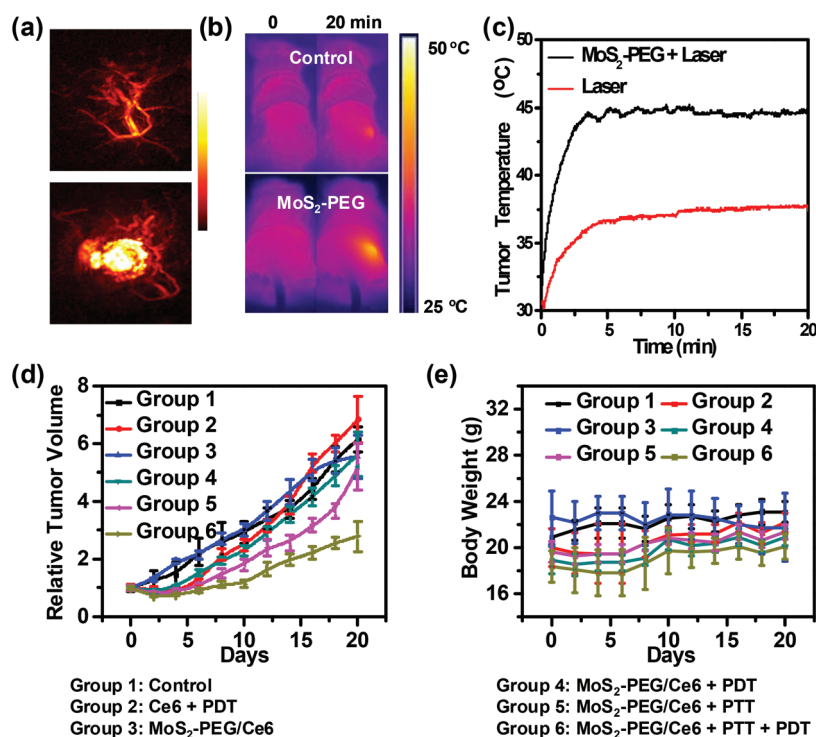 (a)
(b)
0 20 min
Control
MoS2-PEG
50 °C
25 °C
(c)
MoS2-PEG + Laser
Laser
Tumor Temperature (°C)
50
45
40
35
30
0 5 10 15 20
Time (min)
(d)
Group 1
Group 2
Group 3
Group 4
Group 5
Group 6
Relative Tumor Volume
8
6
4
2
0
0 5 10 15 20
Days
Group 1: Control
Group 2: Ce6 + PDT
Group 3: MoS2-PEG/Ce6
(e)
Group 1 Group 2
Group 3 Group 4
Group 5 Group 6
Body Weight (g)
32
28
24
20
16
0 5 10 15 20
Days
Group 4: MoS2-PEG/Ce6 + PDT
Group 5: MoS2-PEG/Ce6 + PTT
Group 6: MoS2-PEG/Ce6 + PTT + PDT